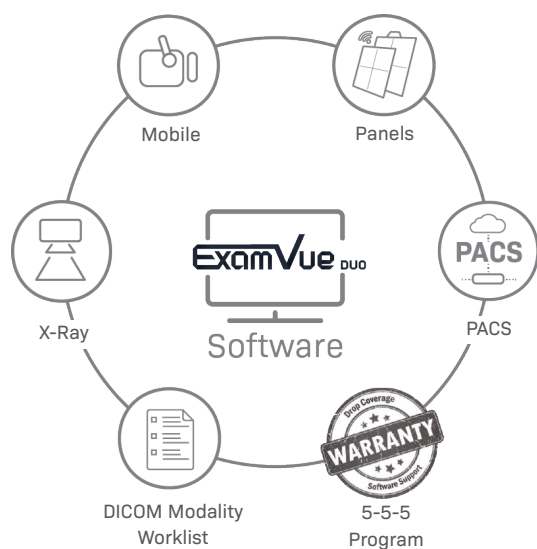 Mobile
Panels
X-Ray
ExamVue DUO
Software
PACS
PACS
DICOM Modality
Worklist
Drop Coverage
WARRANTY
Software Support
5-5-5
Program